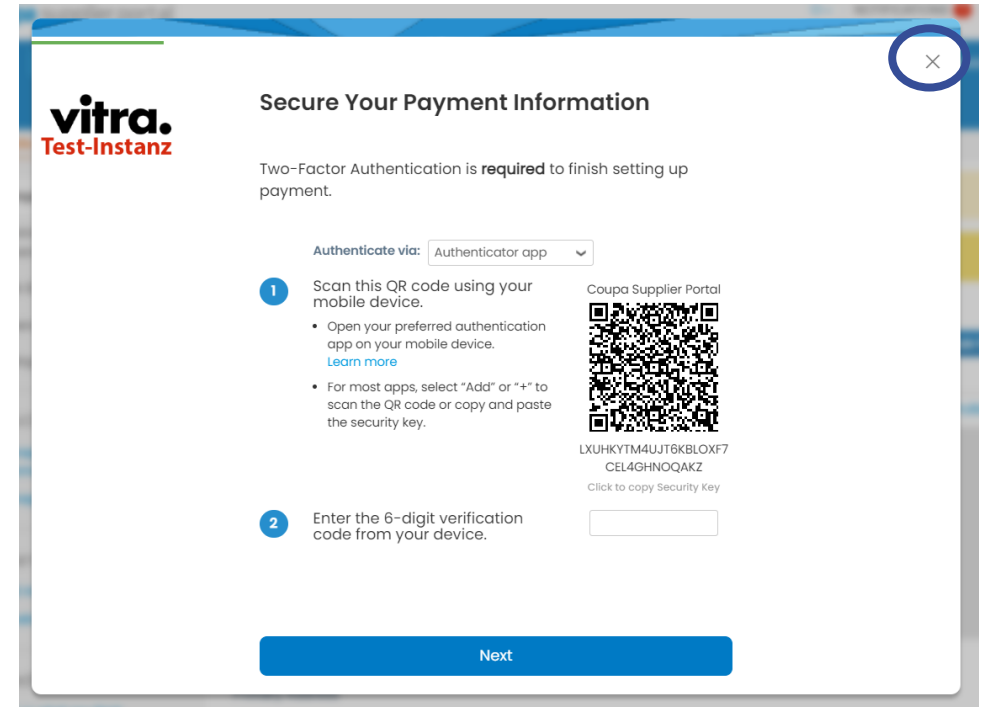 vitra.
Test-Instanz
Secure Your Payment Information
Two-Factor Authentication is required to finish setting up
payment.
Authenticate via: Authenticator app
1 Scan this QR code using your
mobile device.
• Open your preferred authentication
app on your mobile device.
Learn more
• For most apps, select “Add” or “+” to
scan the QR code or copy and paste
the security key.
Coupa Supplier Portal
LXUHKYTM4UJT6KBLOXF7
CEL4GHNOQAKZ
Click to copy Security Key
2 Enter the 6-digit verification
code from your device.
Next